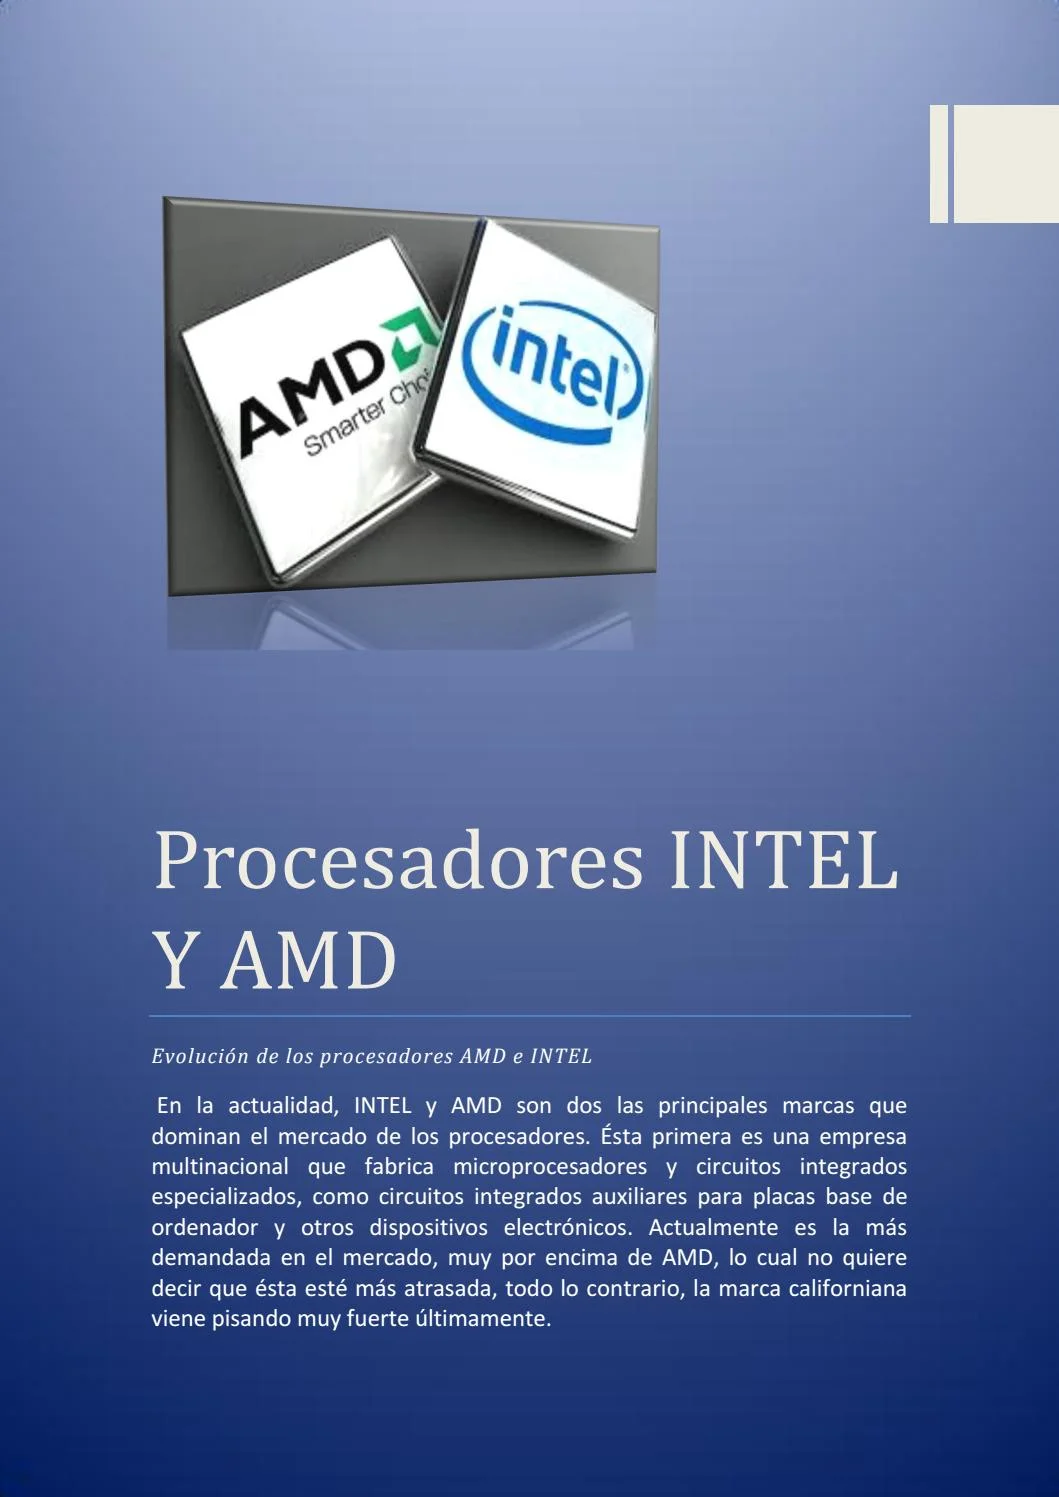 AMD
Smarter Choi
intel
Procesadores INTEL
Y AMD
Evolución de los procesadores AMD e INTEL
En la actualidad, INTEL y AMD son dos las principales marcas que
dominan el mercado de los procesadores. Ésta primera es una empresa
multinacional que fabrica microprocesadores y circuitos integrados
especializados, como circuitos integrados auxiliares para placas base de
ordenador y otros dispositivos electrónicos. Actualmente es la más
demandada en el mercado, muy por encima de AMD, lo cual no quiere
decir que ésta esté más atrasada, todo lo contrario, la marca californiana
viene pisando muy fuerte últimamente.